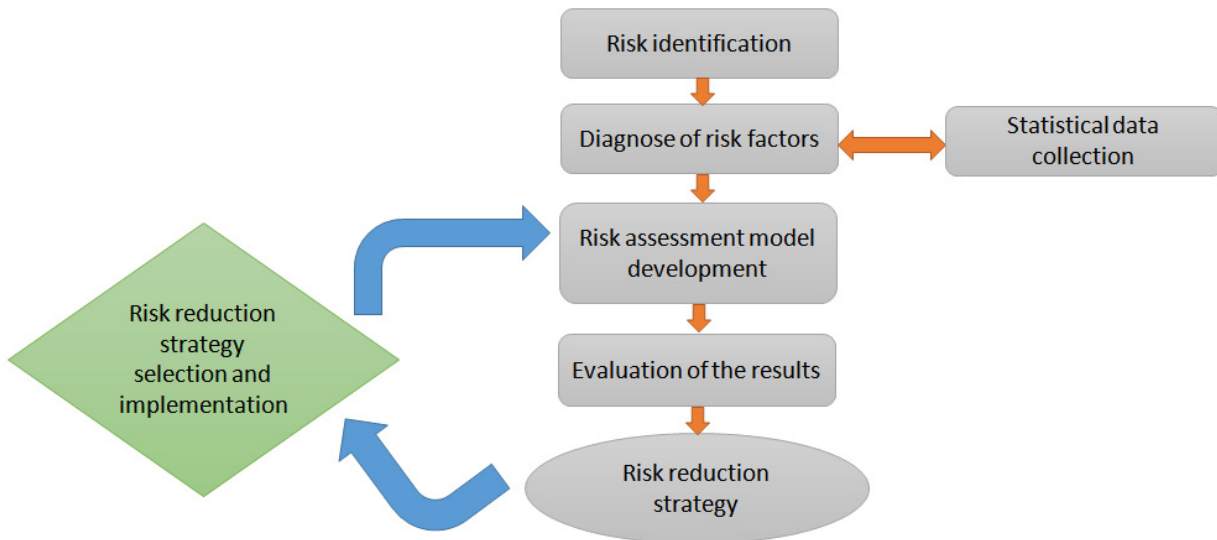 Risk identification
Diagnose of risk factors
Statistical data
collection
Risk assessment model
development
Risk reduction
strategy
selection and
implementation
Evaluation of the results
Risk reduction
strategy